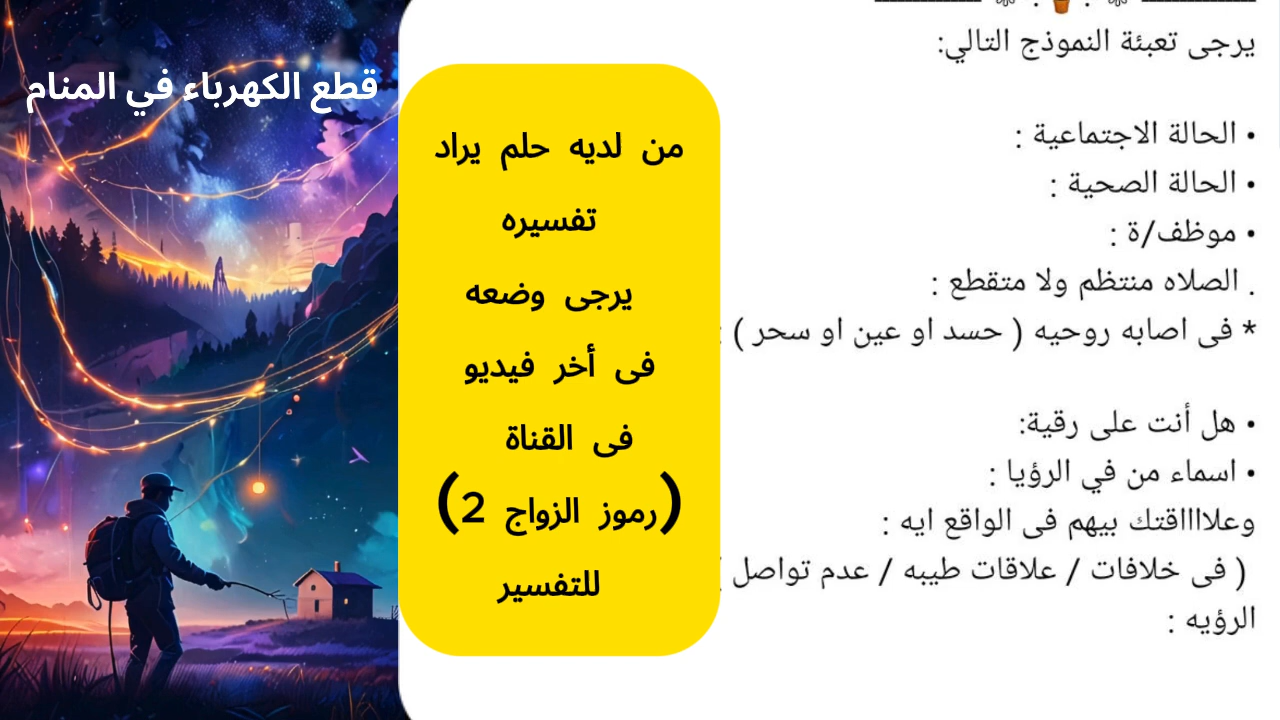 قطع الكهرباء في المنام
من لديه حلم يراد
تفسيره
يرجى وضعه
فى أخر فيديو
فى القناة
(رموز الزواج 2)
للتفسير
يرجى تعبئة النموذج التالي:
• الحالة الاجتماعية :
• الحالة الصحية :
• موظف/ة :
. الصلاه منتظم ولا متقطع :
* فى اصابه روحيه ( حسد او عين او سحر ) :
• هل أنت على رقية:
• اسماء من في الرؤيا :
وعلااااقتك بيهم فى الواقع ايه :
( فى خلافات / علاقات طيبه / عدم تواصل )
الرؤيه :